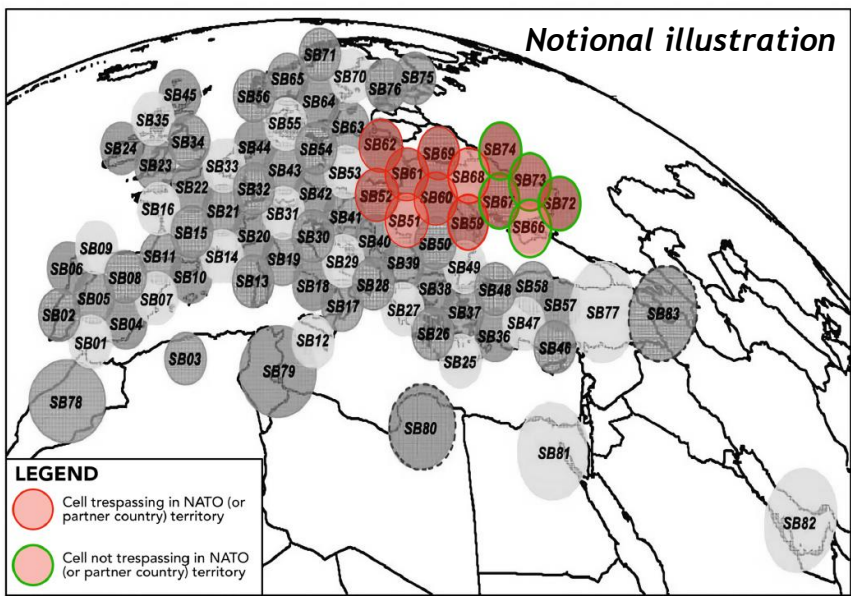 Notional illustration
SB71
SB65
SB70
SB75
SB45
SB56
SB76
SB64
SB35
SB55
SB63
SB34
SB44
SB54
SB62
SB69
SB74
SB24
SB23
SB33
SB43
SB53
SB61
SB68
SB73
SB22
SB32
SB42
SB52
SB60
SB67
SB72
SB16
SB21
SB31
SB41
SB51
SB59
SB66
SB15
SB20
SB30
SB40
SB50
SB09
SB11
SB14
SB19
SB29
SB39
SB49
SB06
SB08
SB10
SB13
SB18
SB28
SB38
SB48
SB58
SB05
SB07
SB17
SB27
SB37
SB57
SB77
SB83
SB02
SB04
SB26
SB36
SB47
SB01
SB12
SB46
SB03
SB25
SB79
SB78
SB80
SB81
SB82
LEGEND
Cell trespassing in NATO (or
partner country) territory
Cell not trespassing in NATO
(or partner country) territory